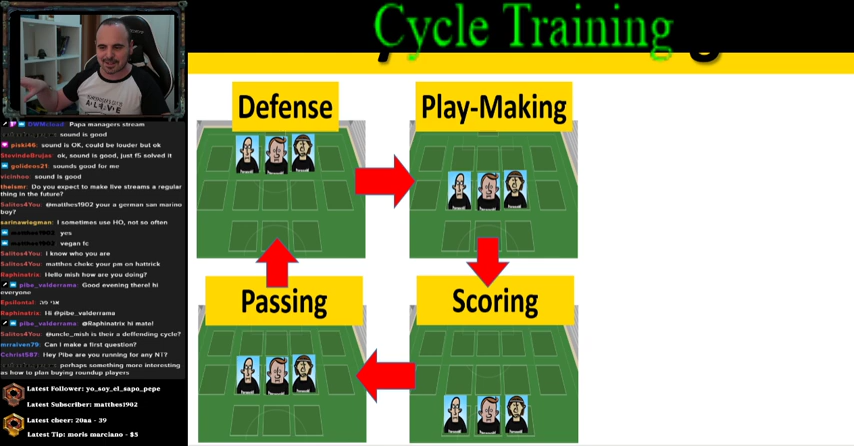 Cycle Training
Defense
Play-Making
Passing
Scoring
DWMcloud: Papa managers stream
sound is good
piski46: sound is OK, could be louder but ok
StevindeBrujas: ok, sound is good, just f5 solved it
golideos21: sounds good for me
vicinhoo: sound is good
theismr: Do you expect to make live streams a regular
thing in the future?
Salites4You: @matthes1902 your a german san marino
boy?
sarinawlagman: I sometimes use HO, not so often
matthes1902: yes
matthes1902: vegan fc
Salites4You: I know who you are
Salites4You: matthes chekc your pm on hattrick
Raphinatrix: Hello mish how are you doing?
pibe_valderrama: Good evening there! hi
everyone
Epsilontal:
Raphinatrix: Hi @pibe_valderrama
pibe_valderrama: @Raphinatrix hi mate!
Salites4You: @uncle_mish is their a deffending cycle?
mrralven79: Can I make a first question?
Cchrist587: Hey Pibe are you running for any NT?
perhaps something more interesting
as how to plan buying roundup players
Latest Follower: yo_soy_el_sapo_pepe
Latest Subscriber: matthes1902
Latest cheer: 20aa - 39
Latest Tip: moris marciano - $5